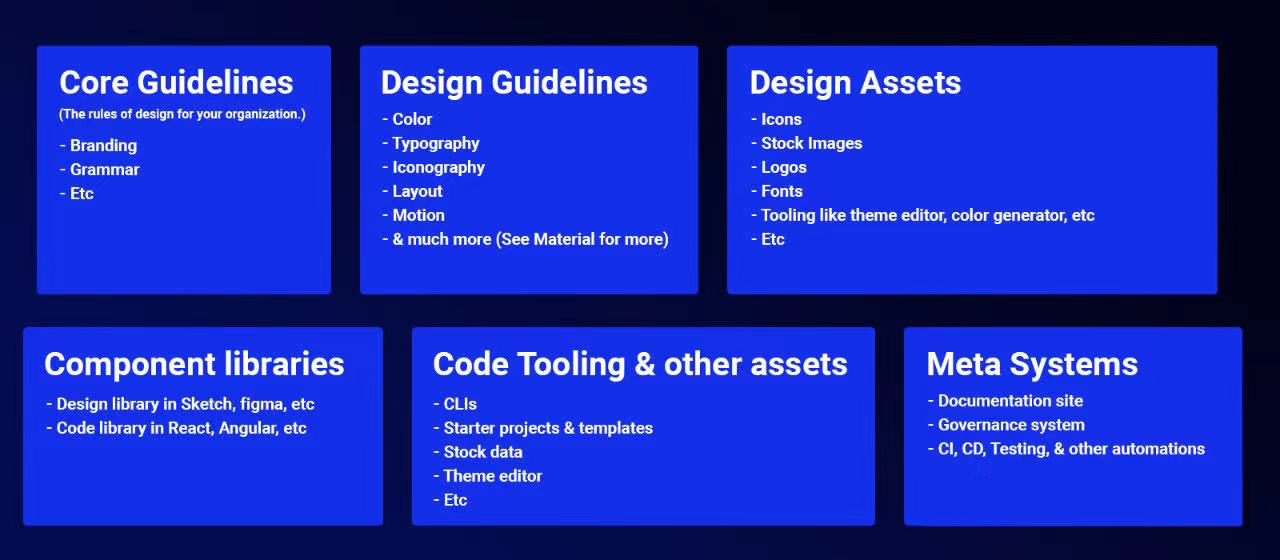 Core Guidelines
(The rules of design for your organization.)
- Branding
- Grammar
- Etc
Design Guidelines
- Color
- Typography
- Iconography
- Layout
- Motion
- & much more (See Material for more)
Design Assets
- Icons
- Stock Images
- Logos
- Fonts
- Tooling like theme editor, color generator, etc
- Etc
Component libraries
- Design library in Sketch, figma, etc
- Code library in React, Angular, etc
Code Tooling & other assets
- CLIs
- Starter projects & templates
- Stock data
- Theme editor
- Etc
Meta Systems
- Documentation site
- Governance system
- CI, CD, Testing, & other automations